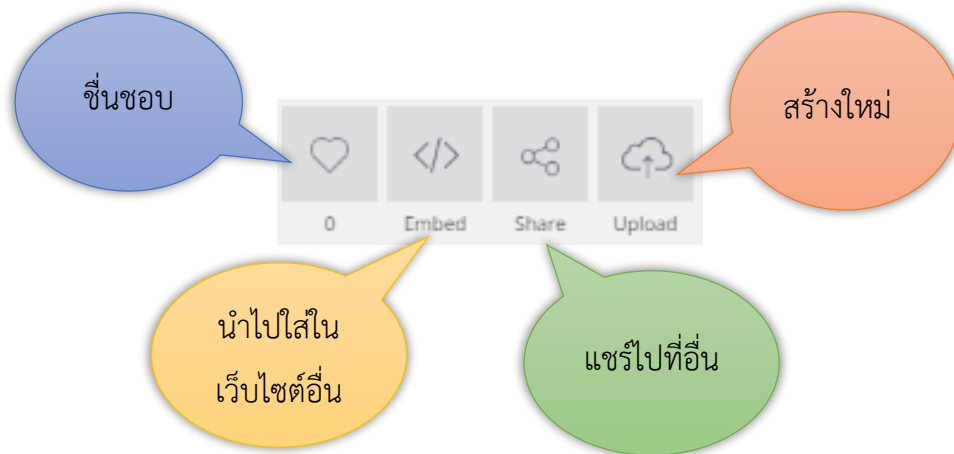 ชื่นชอบ
สร้างใหม่
0
Embed
Share
Upload
นำไปใส่ใน
เว็บไซต์อื่น
แชร์ไปที่อื่น